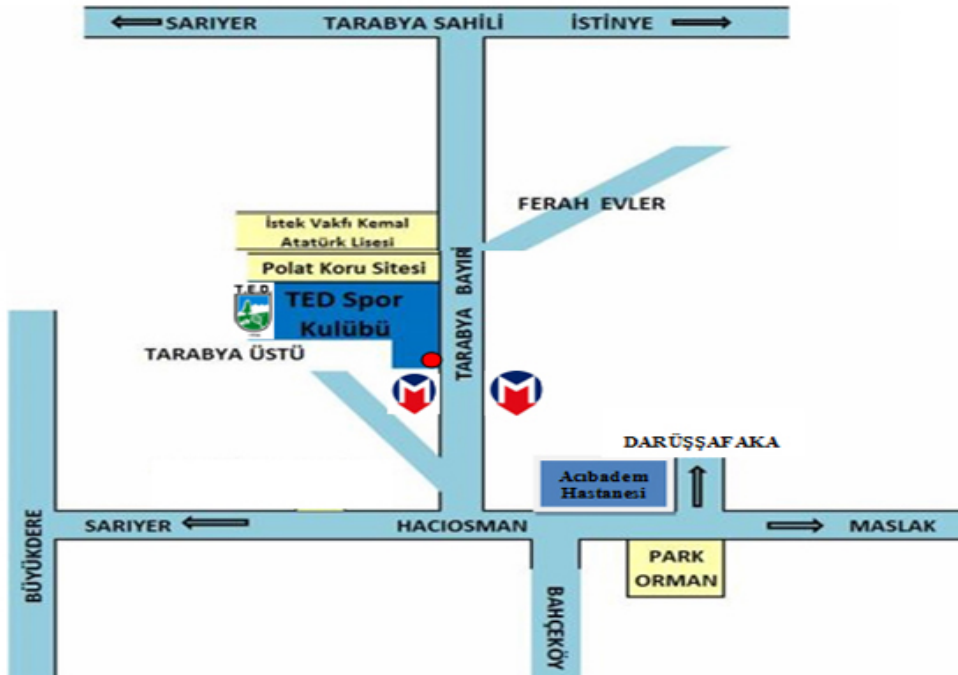 SARIYER TARABYA SAHİLİ İSTİNYE
FERAH EVLER
İstek Vakfı Kemal
Atatürk Lisesi
Polat Koru Sitesi
T.E.D
TED Spor
Kulübü
TARABYA BAYIR
TARABYA ÜSTÜ
M
M
DARÜŞŞAFAKA
Acıbadem
Hastanesi
SARIYER HACIOSMAN MASLAK
BÜYÜKDERE
PARK
ORMAN
BAHÇEKÖY